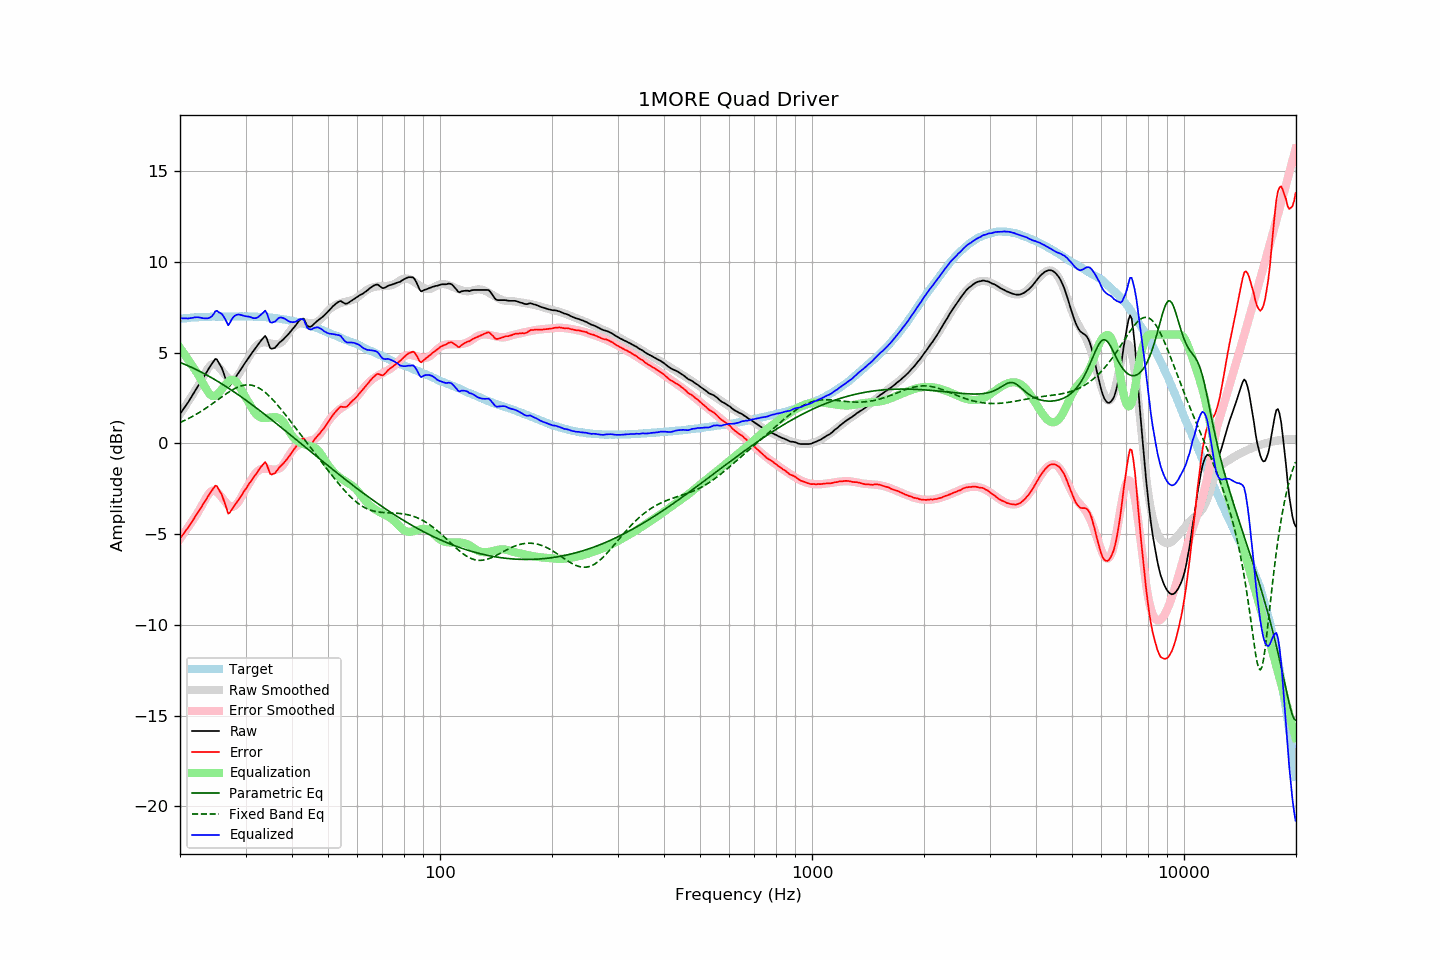 1MORE Quad Driver
Amplitude (dBr)
15
10
5
0
−5
−10
−15
−20
Target
Raw Smoothed
Error Smoothed
Raw
Error
Equalization
Parametric Eq
Fixed Band Eq
Equalized
100
1000
10000
Frequency (Hz)